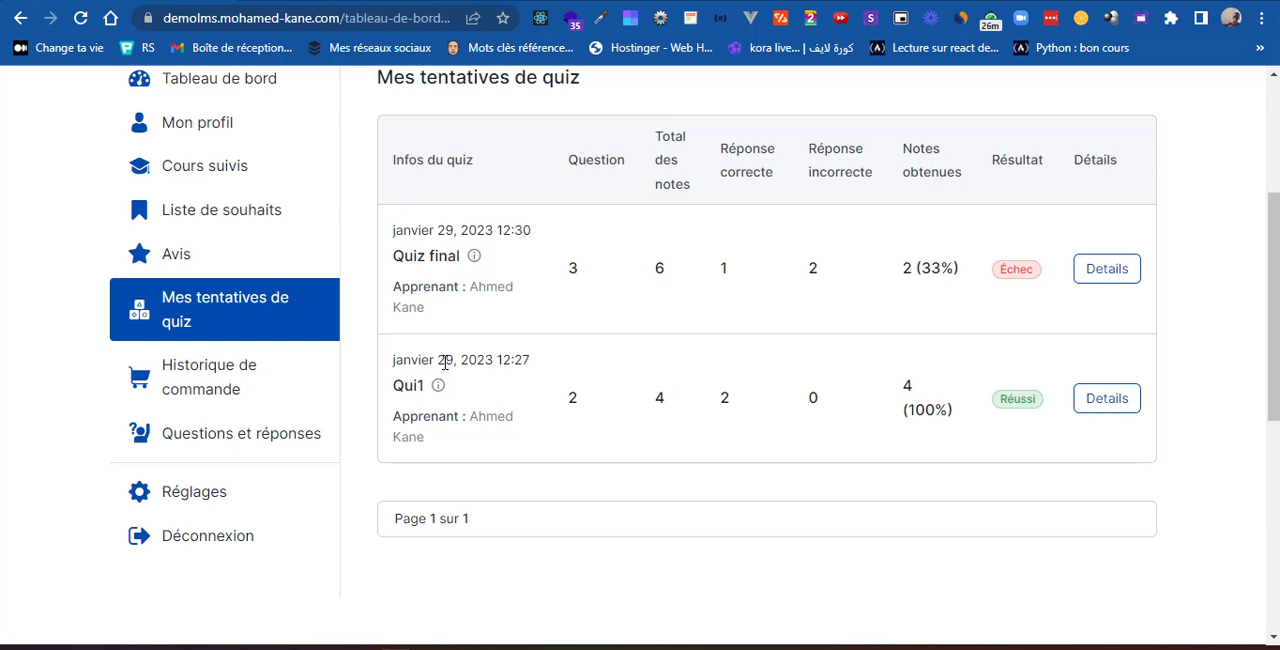 demolms.mohamed-kane.com/tableau-de-bord...
35
26m
Change ta vie
RS
Boîte de réception...
Mes réseaux sociaux
Mots clés référence...
Hostinger - Web H...
kora live... | كورة لايف
Lecture sur react de...
Python : bon cours
»
Tableau de bord
Mon profil
Cours suivis
Liste de souhaits
Avis
Mes tentatives de
quiz
Historique de
commande
Questions et réponses
Réglages
Déconnexion
Mes tentatives de quiz
Infos du quiz
Question
Total
des
notes
Réponse
correcte
Réponse
incorrecte
Notes
obtenues
Résultat
Détails
janvier 29, 2023 12:30
Quiz final
Apprenant : Ahmed
Kane
3
6
1
2
2 (33%)
Échec
Details
janvier 29, 2023 12:27
Qui1
Apprenant : Ahmed
Kane
2
4
2
0
4
(100%)
Réussi
Details
Page 1 sur 1